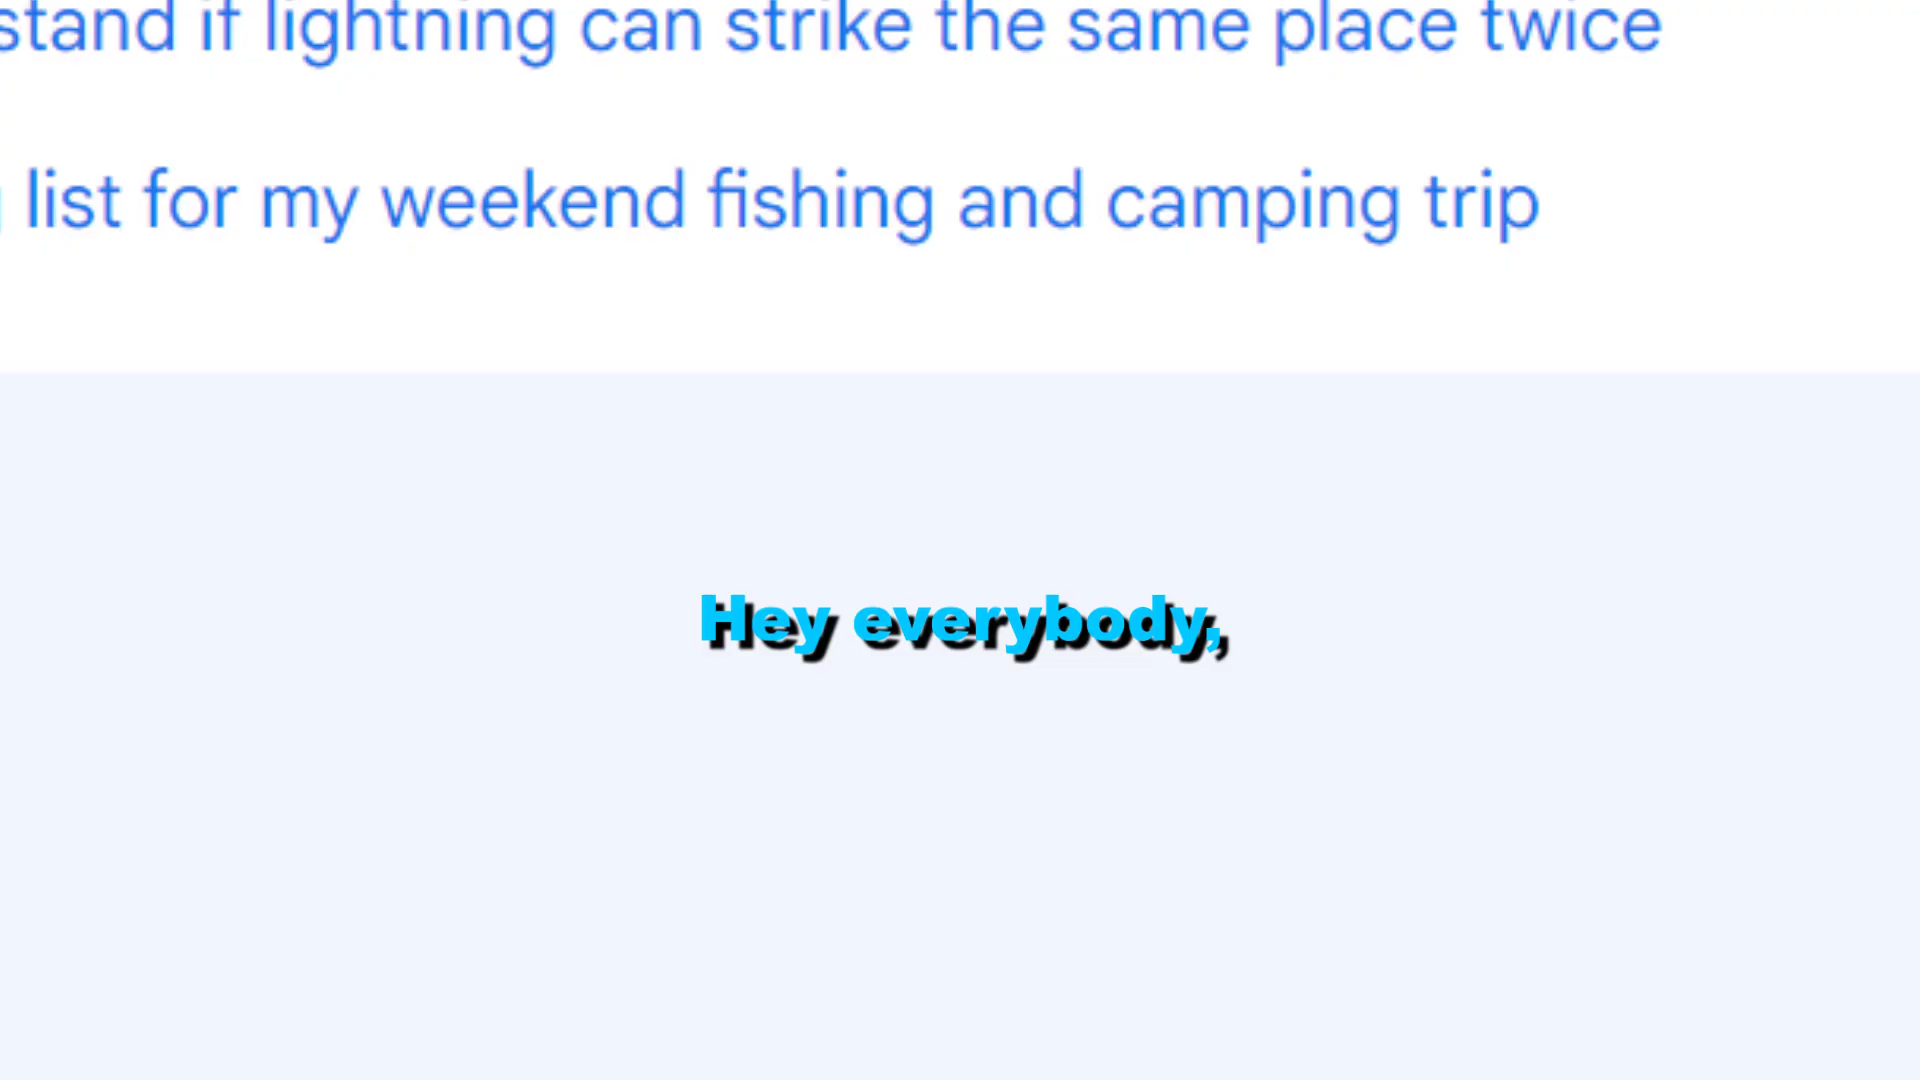 stand if lightning can strike the same place twice
list for my weekend fishing and camping trip
Hey everybody,